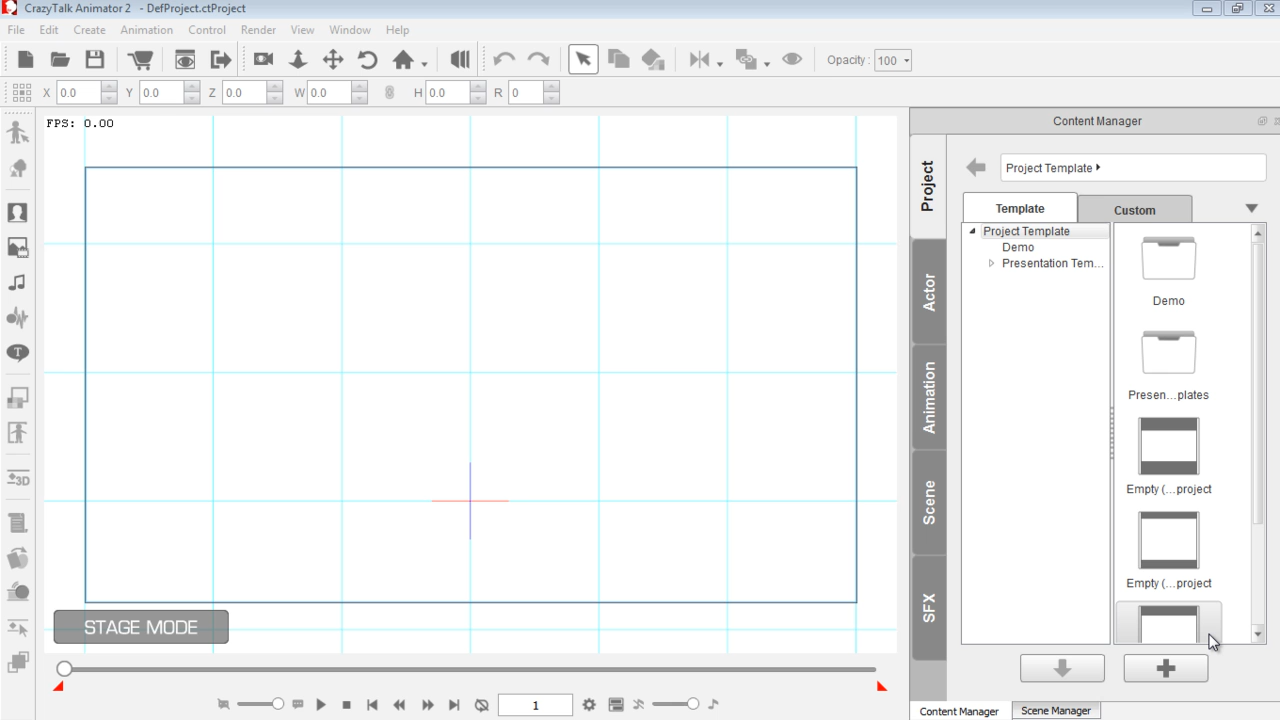 CrazyTalk Animator 2 - DefProject.ctProject
File Edit Create Animation Control Render View Window Help
Opacity : 100
X 0.0 Y 0.0 Z 0.0 W 0.0 H 0.0 R 0
FPS: 0.00
Content Manager
Project Template
Template Custom
Project
Actor
Animation
Scene
SFX
Project Template
Demo
Presentation Tem...
Demo
Presen...plates
Empty (...project
Empty (...project
T
3D
STAGE MODE
1
Content Manager Scene Manager